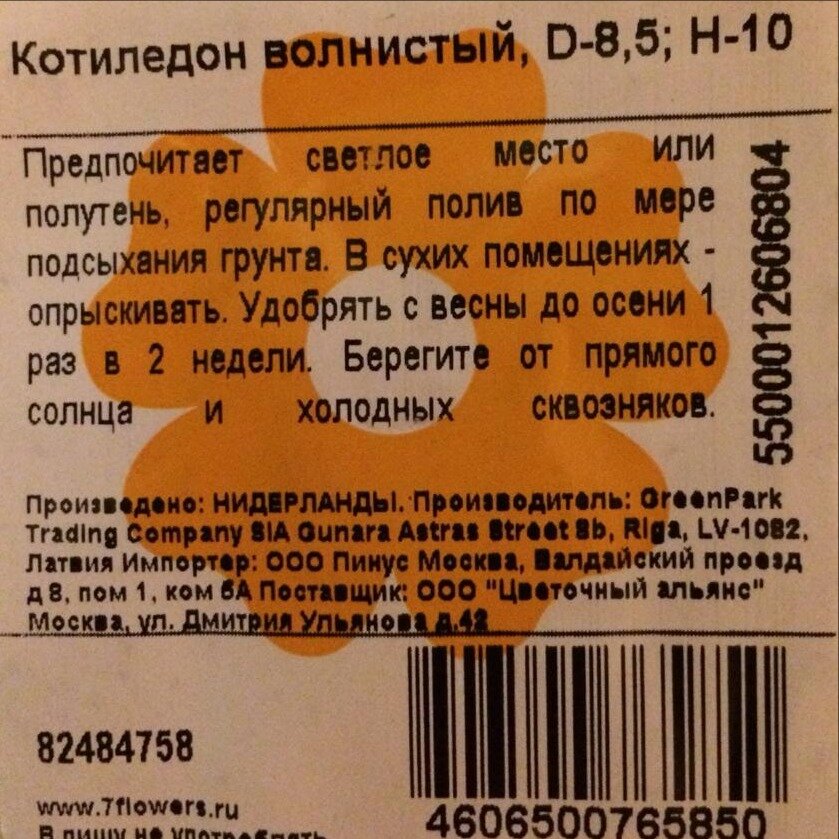 Котиледон волнистый, D-8,5; H-10
Предпочитает светлое место или
полутень, регулярный полив по мере
подсыхания грунта. В сухих помещениях -
опрыскивать. Удобрять с весны до осени 1
раз в 2 недели. Берегите от прямого
солнца и холодных сквозняков.
5500012606804
Произведено: НИДЕРЛАНДЫ. Производитель: GreenPark
Trading Company SIA Gunara Astras Street 8b, Riga, LV-1082,
Латвия Импортер: ООО Пинус Москва, Валдайский проезд
д 8, пом 1, ком 6А Поставщик: ООО "Цветочный альянс"
Москва, ул. Дмитрия Ульянова д.42
82484758
www.7flowers.ru
В пищу не употреблять
4606500765850